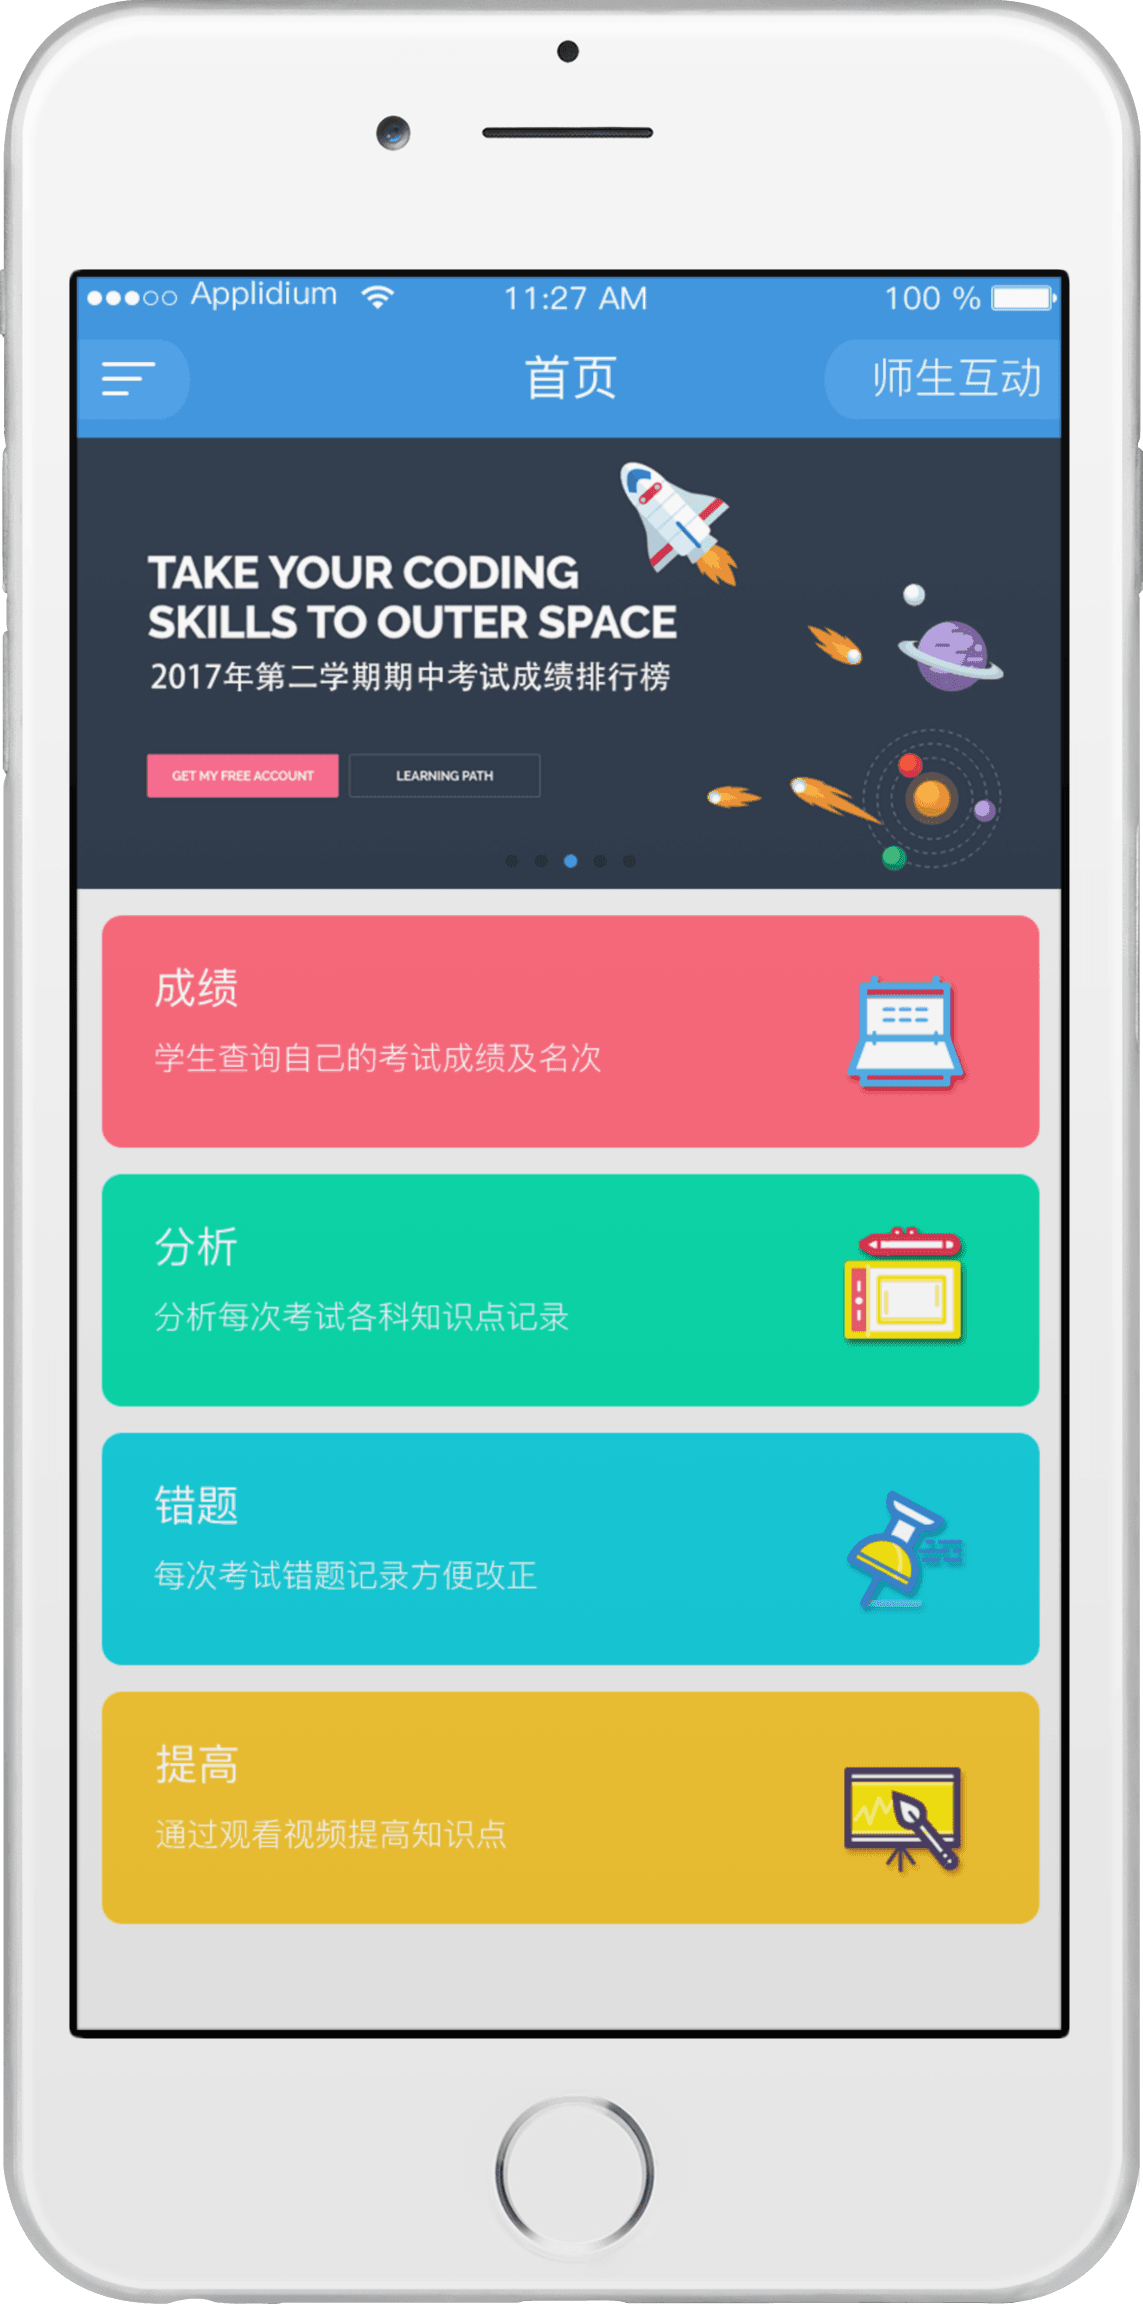 Applidium 11:27 AM 100 %
首页 师生互动
TAKE YOUR CODING
SKILLS TO OUTER SPACE
2017年第二学期期中考试成绩排行榜
GET MY FREE ACCOUNT LEARNING PATH
成绩
学生查询自己的考试成绩及名次
分析
分析每次考试各科知识点记录
错题
每次考试错题记录方便改正
提高
通过观看视频提高知识点